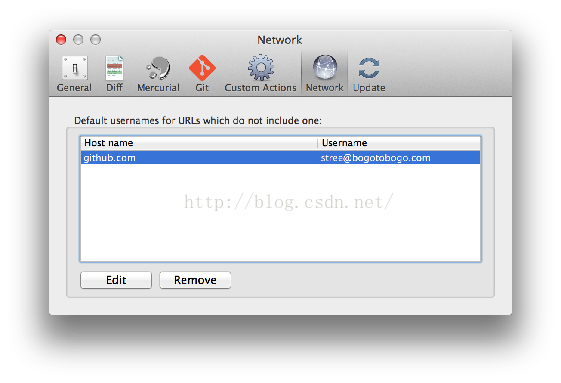 Network
General Diff Mercurial Git Custom Actions Network Update
Default usernames for URLs which do not include one:
Host name Username
github.com stree@bogotobogo.com
http://blog.csdn.net/
Edit Remove